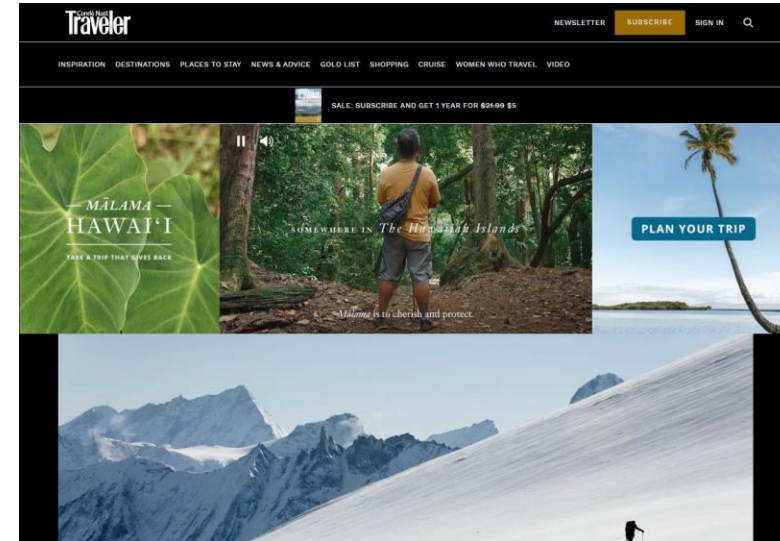 Condé Nast
Traveler
NEWSLETTER SUBSCRIBE SIGN IN
INSPIRATION DESTINATIONS PLACES TO STAY NEWS & ADVICE GOLD LIST SHOPPING CRUISE WOMEN WHO TRAVEL VIDEO
SALE: SUBSCRIBE AND GET 1 YEAR FOR $21.99 $5
MĀLAMA
HAWAIʻI
TAKE A TRIP THAT GIVES BACK
SOMEWHERE IN The Hawaiian Islands
Mālama is to cherish and protect.
PLAN YOUR TRIP